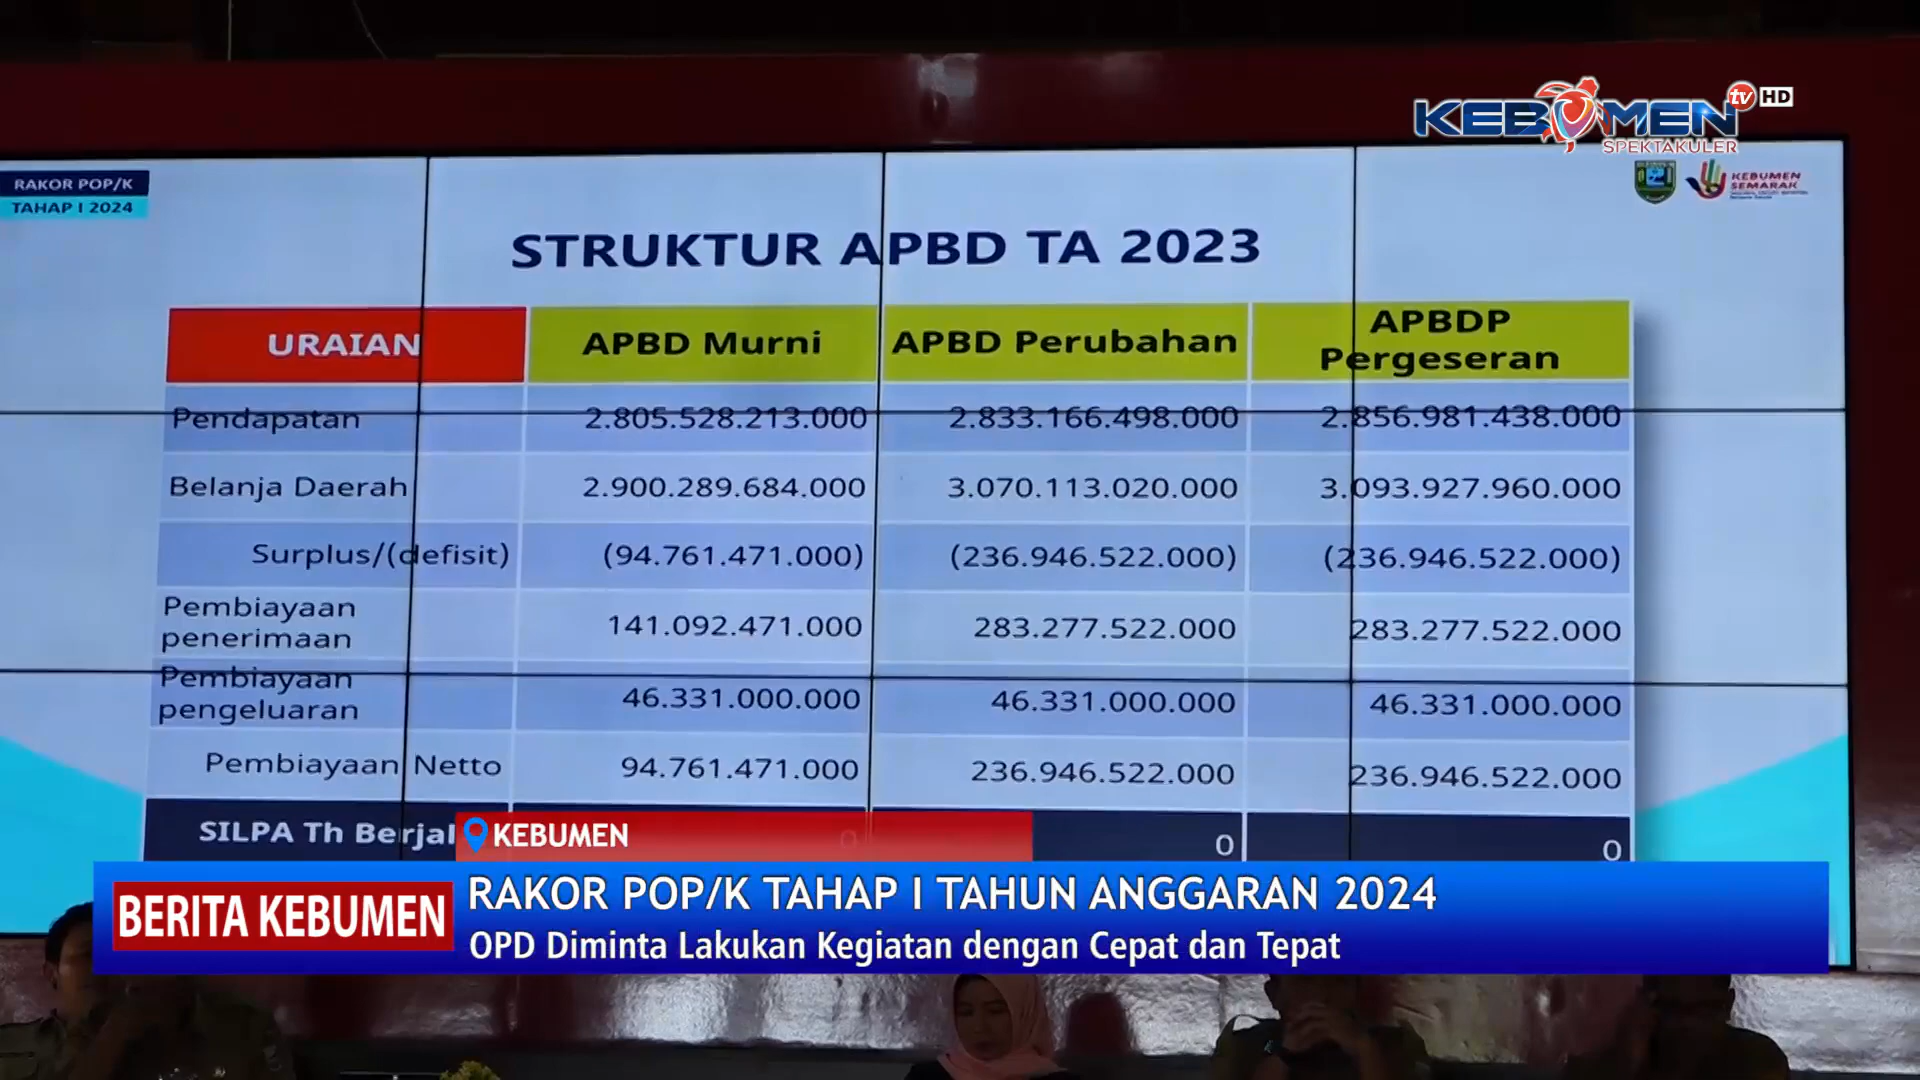 KEBUMEN tv HD
SPEKTAKULER
RAKOR POP/K
TAHAP I 2024
KEBUMEN
SEMARAK
STRUKTUR APBD TA 2023
URAIAN APBD Murni APBD Perubahan APBDP Pergeseran
Pendapatan 2.805.528.213.000 2.833.166.498.000 2.856.981.438.000
Belanja Daerah 2.900.289.684.000 3.070.113.020.000 3.093.927.960.000
Surplus/(defisit) (94.761.471.000) (236.946.522.000) (236.946.522.000)
Pembiayaan penerimaan 141.092.471.000 283.277.522.000 283.277.522.000
Pembiayaan pengeluaran 46.331.000.000 46.331.000.000 46.331.000.000
Pembiayaan Netto 94.761.471.000 236.946.522.000 236.946.522.000
SILPA Th Berjal 0 0 0
KEBUMEN
BERITA KEBUMEN
RAKOR POP/K TAHAP I TAHUN ANGGARAN 2024
OPD Diminta Lakukan Kegiatan dengan Cepat dan Tepat